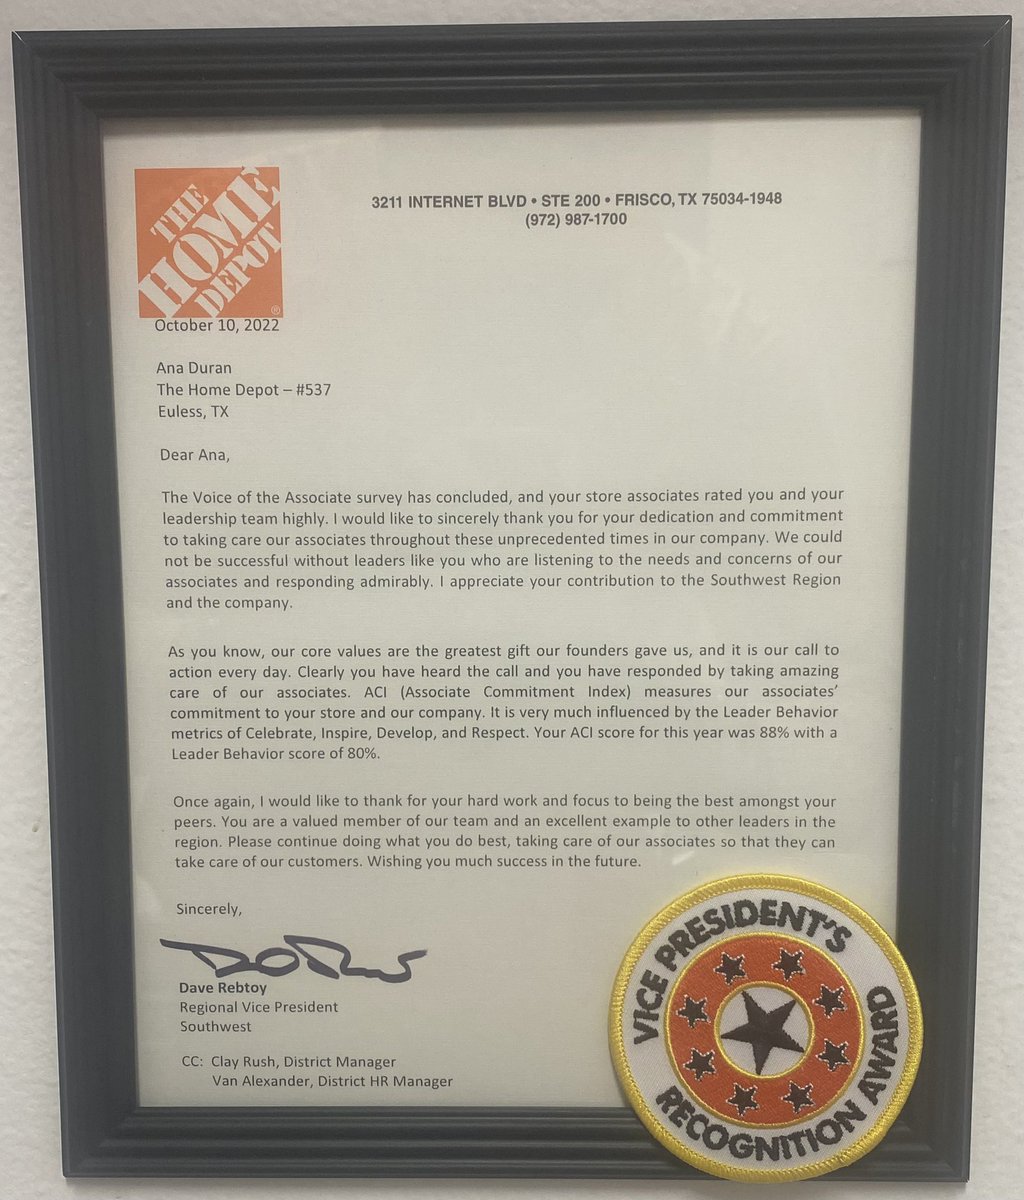 THE
HOME
DEPOT
®
3211 INTERNET BLVD • STE 200 • FRISCO, TX 75034-1948
(972) 987-1700
October 10, 2022
Ana Duran
The Home Depot – #537
Euless, TX
Dear Ana,
The Voice of the Associate survey has concluded, and your store associates rated you and your
leadership team highly. I would like to sincerely thank you for your dedication and commitment
to taking care our associates throughout these unprecedented times in our company. We could
not be successful without leaders like you who are listening to the needs and concerns of our
associates and responding admirably. I appreciate your contribution to the Southwest Region
and the company.
As you know, our core values are the greatest gift our founders gave us, and it is our call to
action every day. Clearly you have heard the call and you have responded by taking amazing
care of our associates. ACI (Associate Commitment Index) measures our associates’
commitment to your store and our company. It is very much influenced by the Leader Behavior
metrics of Celebrate, Inspire, Develop, and Respect. Your ACI score for this year was 88% with a
Leader Behavior score of 80%.
Once again, I would like to thank for your hard work and focus to being the best amongst your
peers. You are a valued member of our team and an excellent example to other leaders in the
region. Please continue doing what you do best, taking care of our associates so that they can
take care of our customers. Wishing you much success in the future.
Sincerely,
Dave Rebtoy
Regional Vice President
Southwest
CC: Clay Rush, District Manager
Van Alexander, District HR Manager
VICE PRESIDENT'S
RECOGNITION AWARD